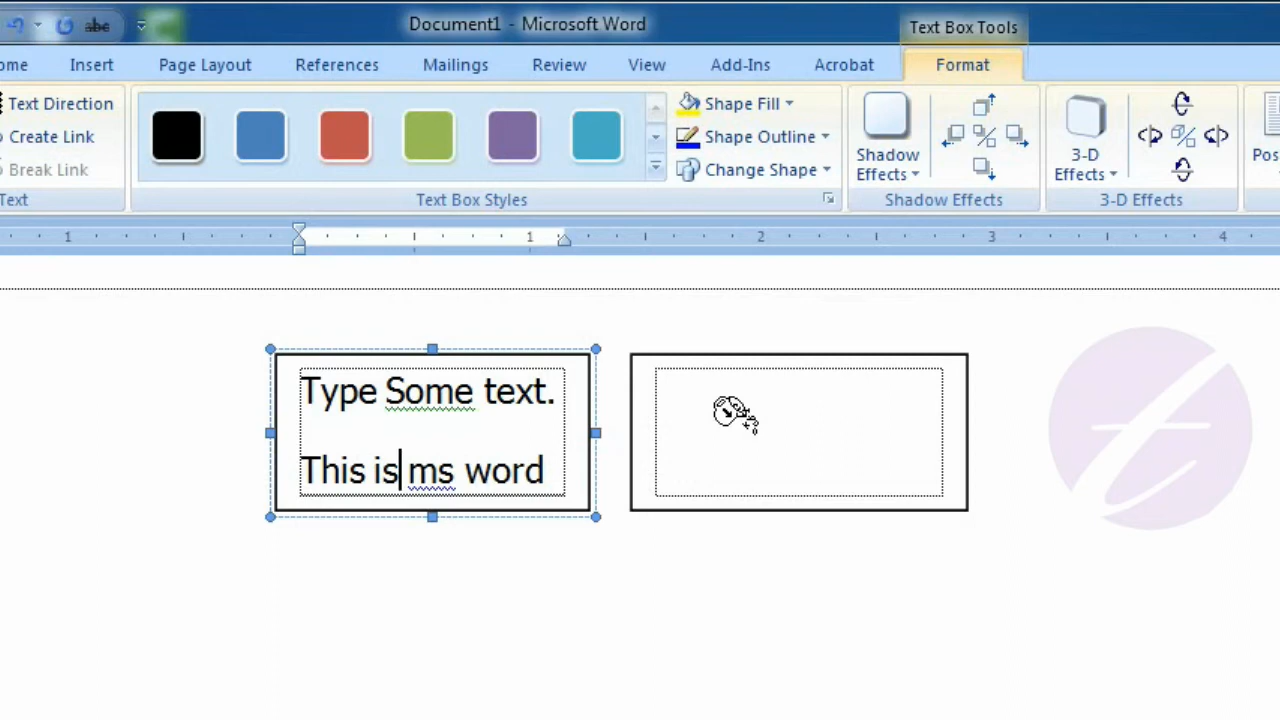 Document1 - Microsoft Word
Text Box Tools
abc
ome Insert Page Layout References Mailings Review View Add-Ins Acrobat Format
Text Direction
Create Link
Break Link
Text
Text Box Styles
Shape Fill
Shape Outline
Change Shape
Shadow
Effects
Shadow Effects
3-D
Effects
3-D Effects
Pos
1 1 2 3 4
Type Some text.
This is ms word